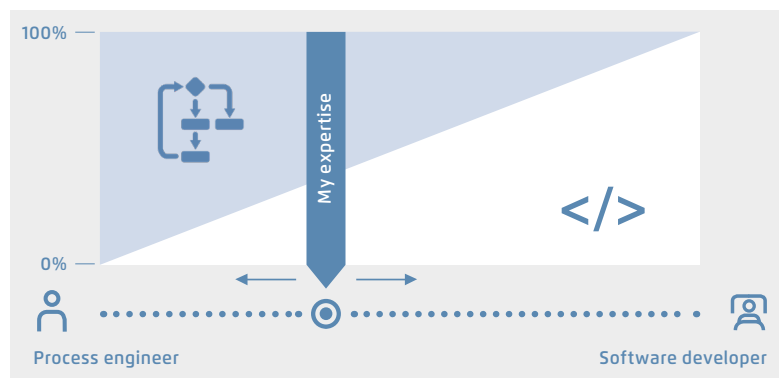 100%
My expertise
</>
0%
Process engineer
Software developer